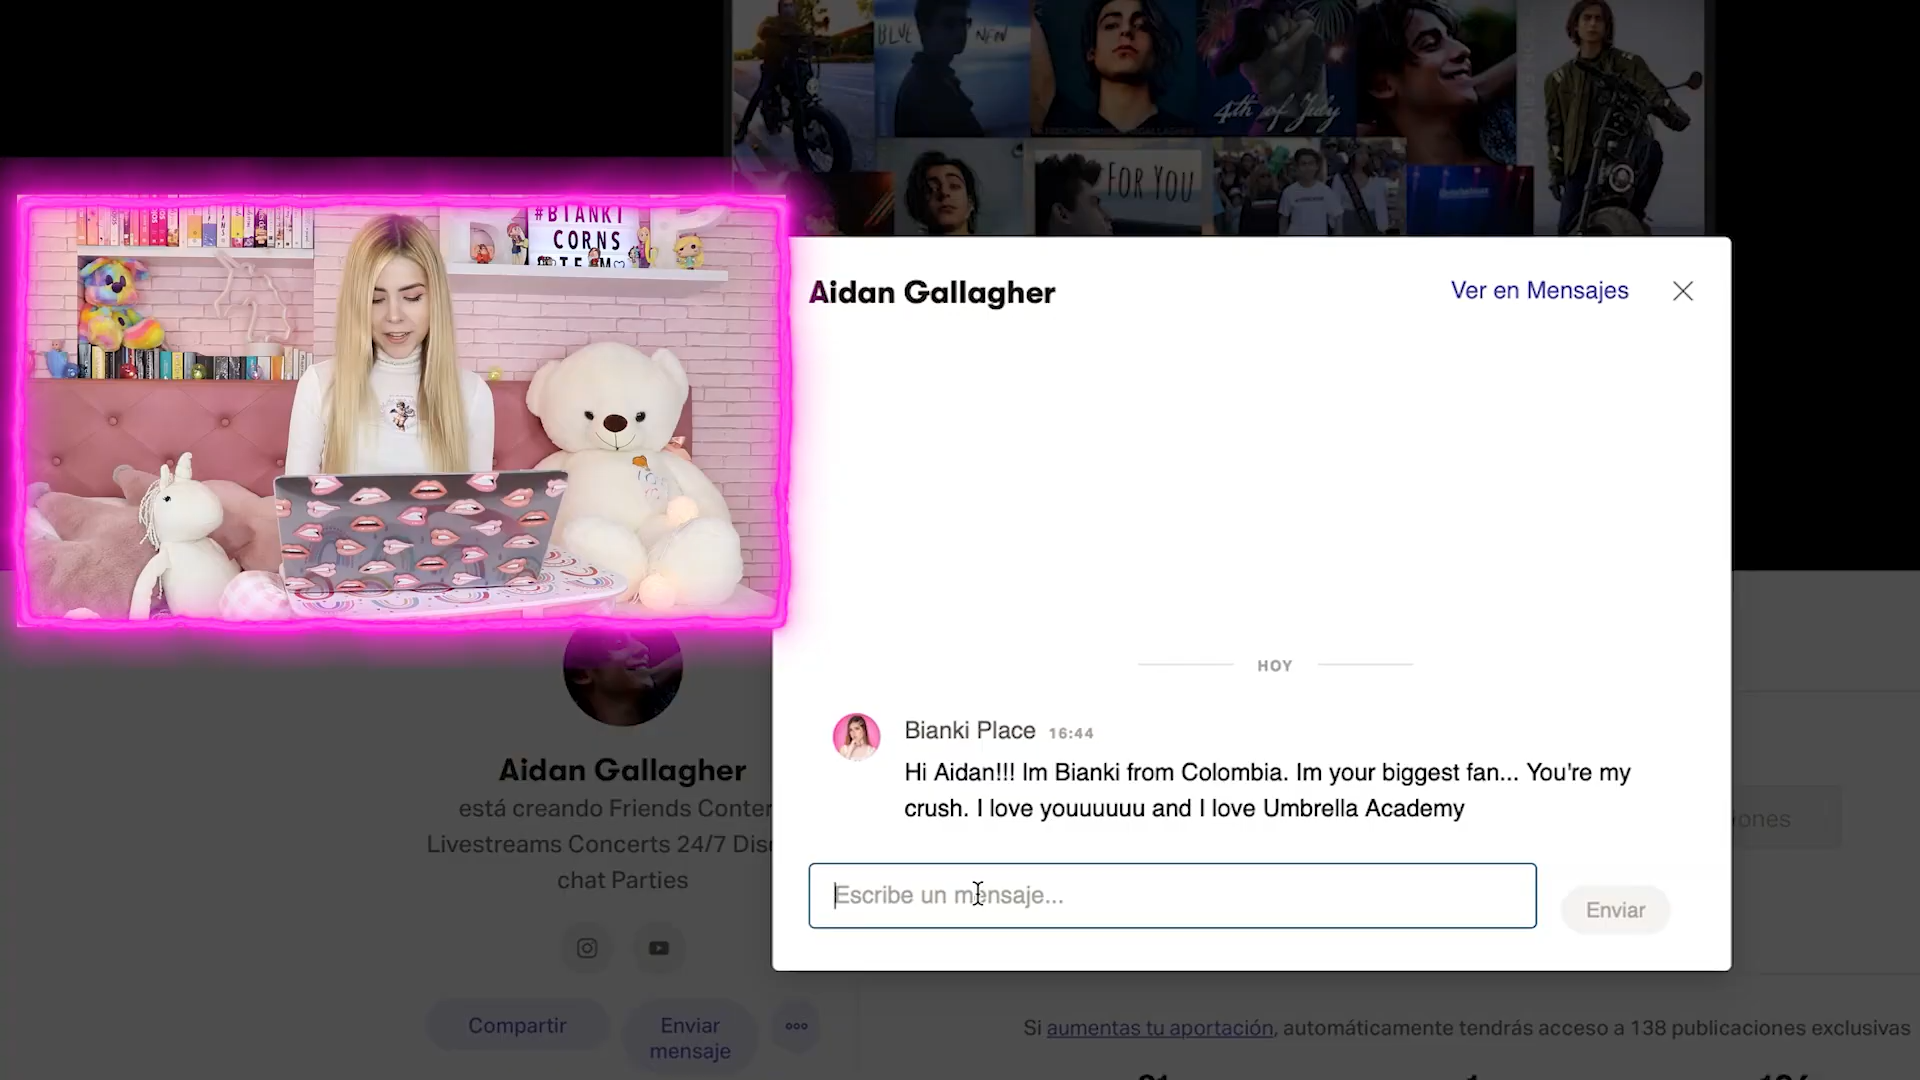 BLUE NEON
4th of July
FOR YOU
#BIANKI
CORNS
TEAM
Aidan Gallagher
Ver en Mensajes
HOY
Bianki Place 16:44
Hi Aidan!!! Im Bianki from Colombia. Im your biggest fan... You're my
crush. I love youuuuuu and I love Umbrella Academy
Escribe un mensaje...
Enviar
Aidan Gallagher
está creando Friends
Livestreams Concerts 24/7
chat Parties
Compartir
Enviar
mensaje
Si aumentas tu aportación, automáticamente tendrás acceso a 138 publicaciones exclusivas